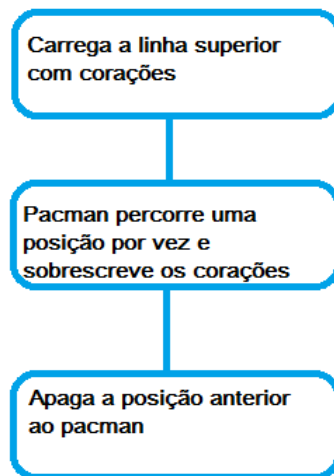 Carrega a linha superior
com corações
Pacman percorre uma
posição por vez e
sobrescreve os corações
Apaga a posição anterior
ao pacman